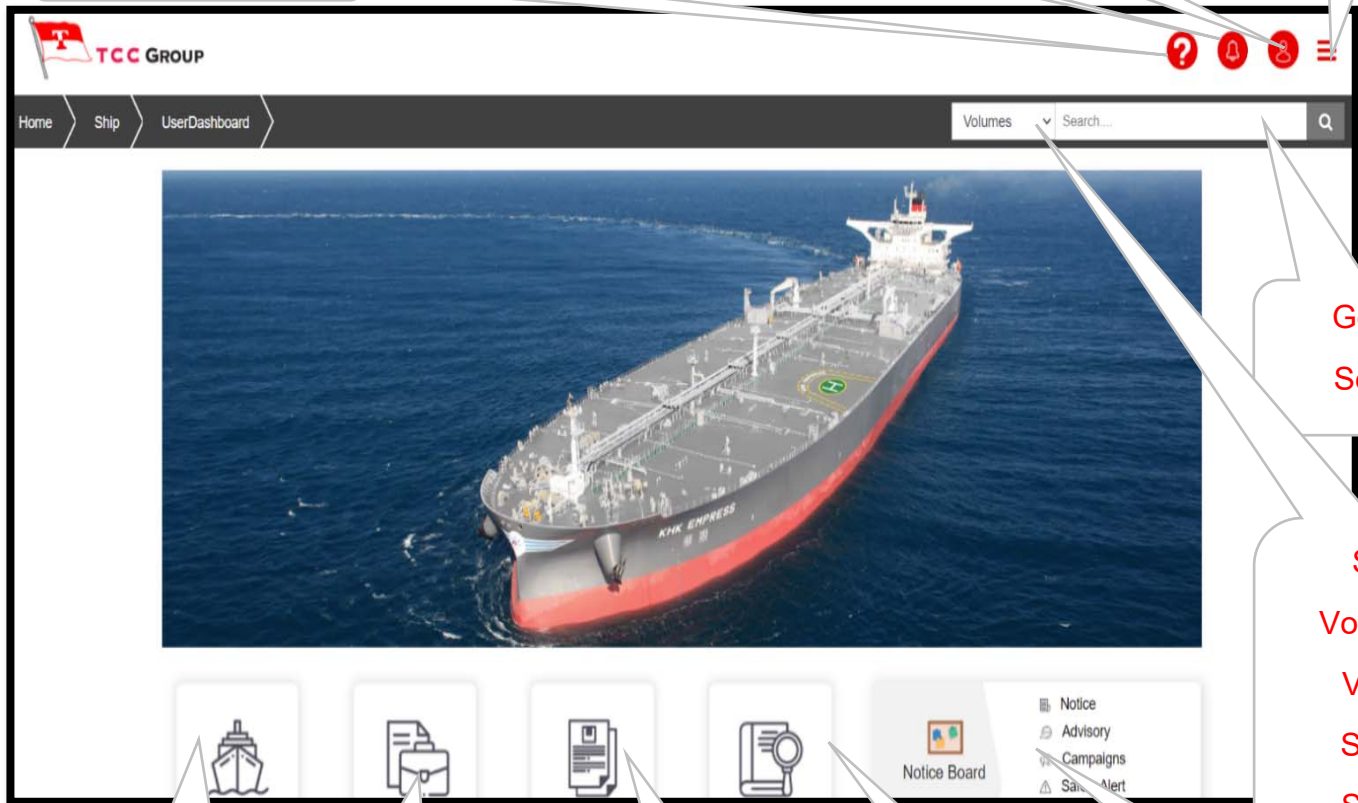 T
TCC GROUP
?
Home
Ship
UserDashboard
Volumes
Search....
H
KHK EMPRESS
Notice Board
Notice
Advisory
Campaigns